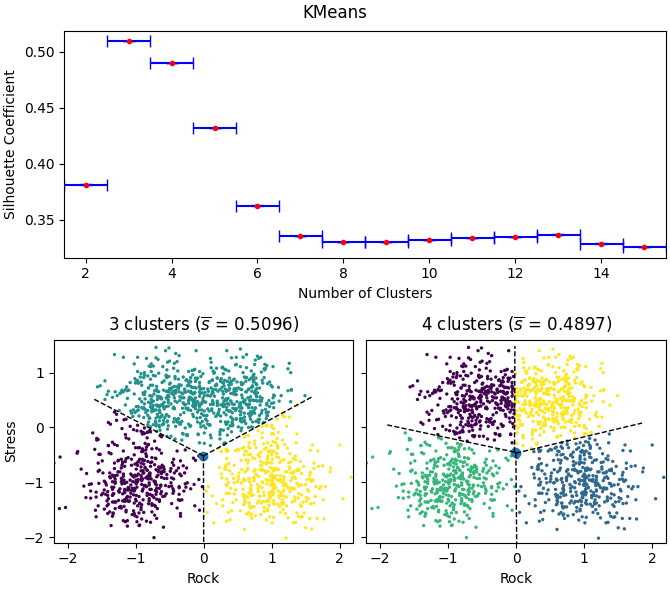 KMeans
Silhouette Coefficient
0.50
0.45
0.40
0.35
2 4 6 8 10 12 14
Number of Clusters
3 clusters (s̅ = 0.5096)
4 clusters (s̅ = 0.4897)
Stress
1
0
−1
−2
−2 −1 0 1 2
−2 −1 0 1 2
Rock
Rock